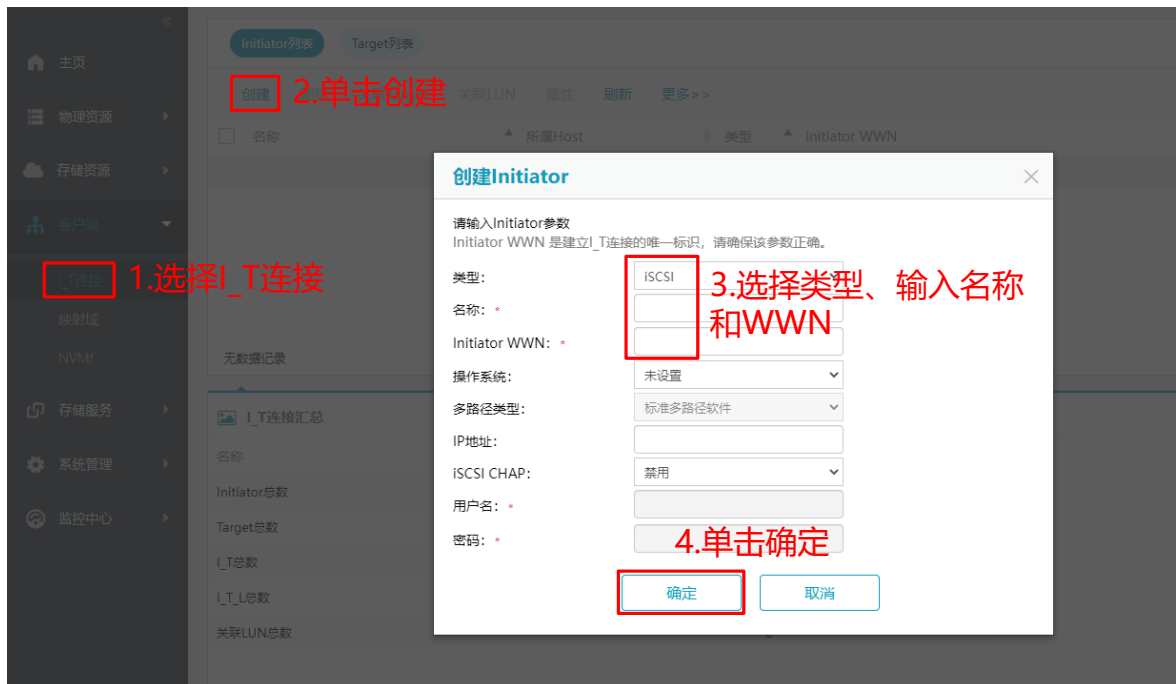 «
主页
物理资源
存储资源
客户端
I_T连接
1.选择I_T连接
映射域
NVMf
存储服务
系统管理
监控中心
Initiator列表 Target列表
创建 2.单击创建 关联LUN 属性 刷新 更多>>
名称 所属Host 类型 Initiator WWN
无数据记录
I_T连接汇总
名称
Initiator总数
Target总数
I_T总数
I_T_L总数
关联LUN总数
创建Initiator
请输入Initiator参数
Initiator WWN 是建立I_T连接的唯一标识，请确保该参数正确。
类型: iSCSI
名称: *
Initiator WWN: *
3.选择类型、输入名称
和WWN
操作系统: 未设置
多路径类型: 标准多路径软件
IP地址:
iSCSI CHAP: 禁用
用户名: *
密码: *
4.单击确定
确定 取消